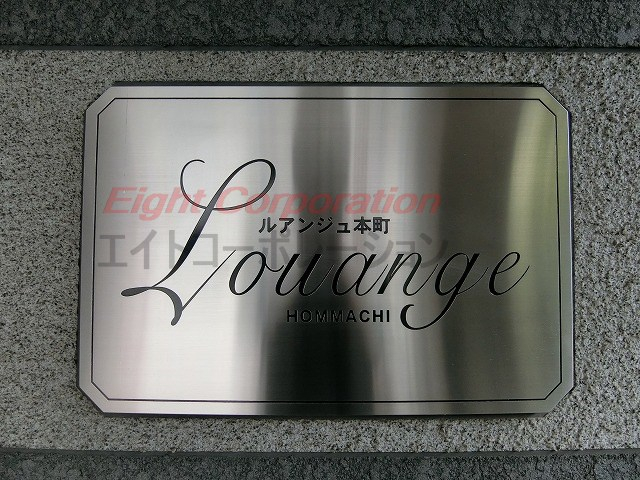 Eight Corporation
ルアンジュ本町
エイトコーポレーション
Louange
HOMMACHI